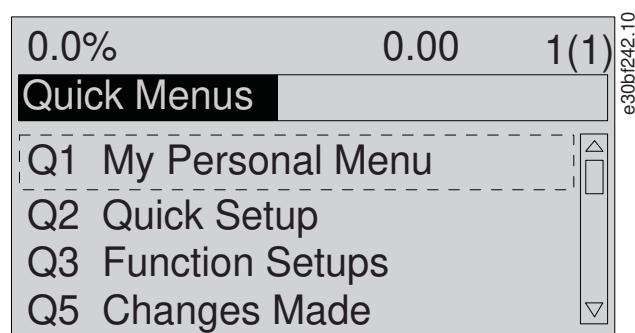 0.0% 0.00 1(1)
Quick Menus
Q1 My Personal Menu
Q2 Quick Setup
Q3 Function Setups
Q5 Changes Made
e30bf242.10